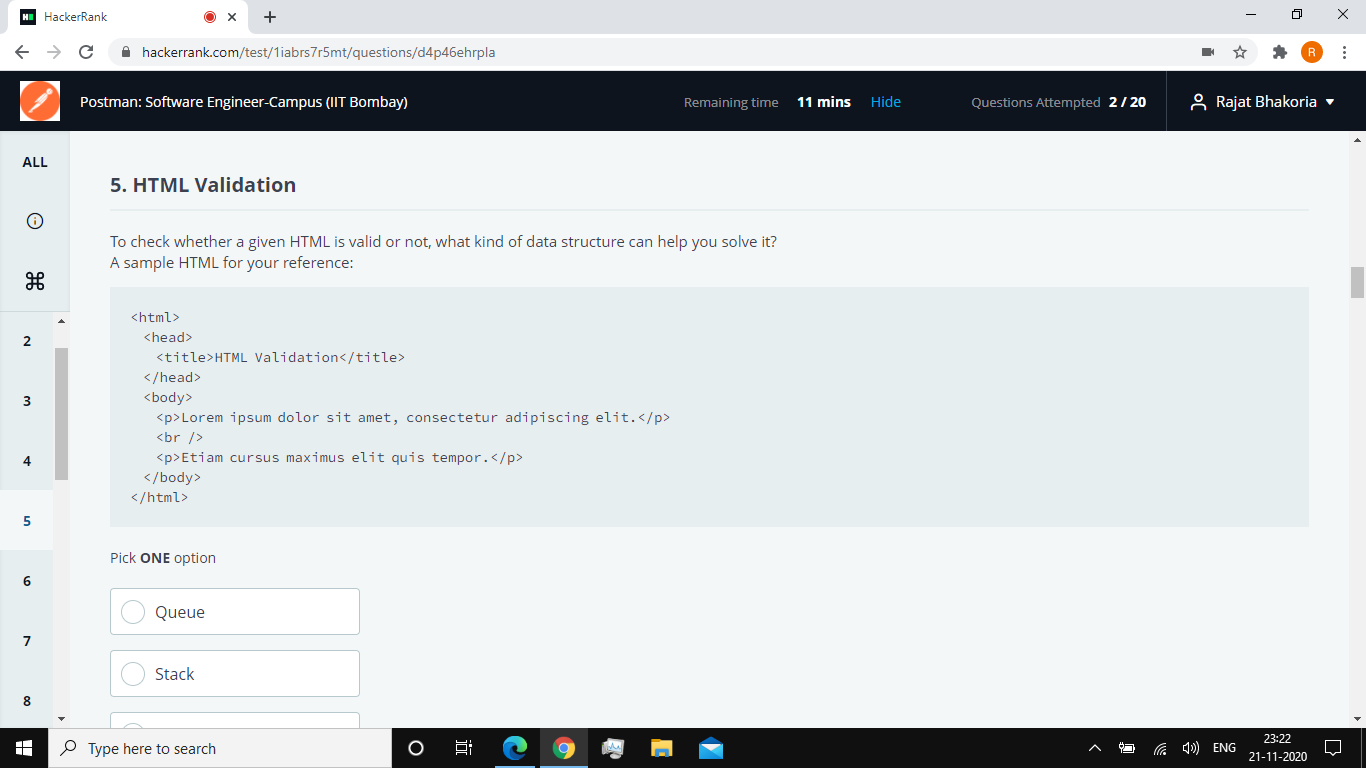 HackerRank
hackerrank.com/test/1iabrs7r5mt/questions/d4p46ehrpla
R
Postman: Software Engineer-Campus (IIT Bombay)
Remaining time 11 mins Hide
Questions Attempted 2 / 20
Rajat Bhakoria
ALL
2
3
4
5
6
7
8
5. HTML Validation
To check whether a given HTML is valid or not, what kind of data structure can help you solve it?
A sample HTML for your reference:
<html>
<head>
<title>HTML Validation</title>
</head>
<body>
<p>Lorem ipsum dolor sit amet, consectetur adipiscing elit.</p>
<br />
<p>Etiam cursus maximus elit quis tempor.</p>
</body>
</html>
Pick ONE option
Queue
Stack
Type here to search
ENG
23:22
21-11-2020